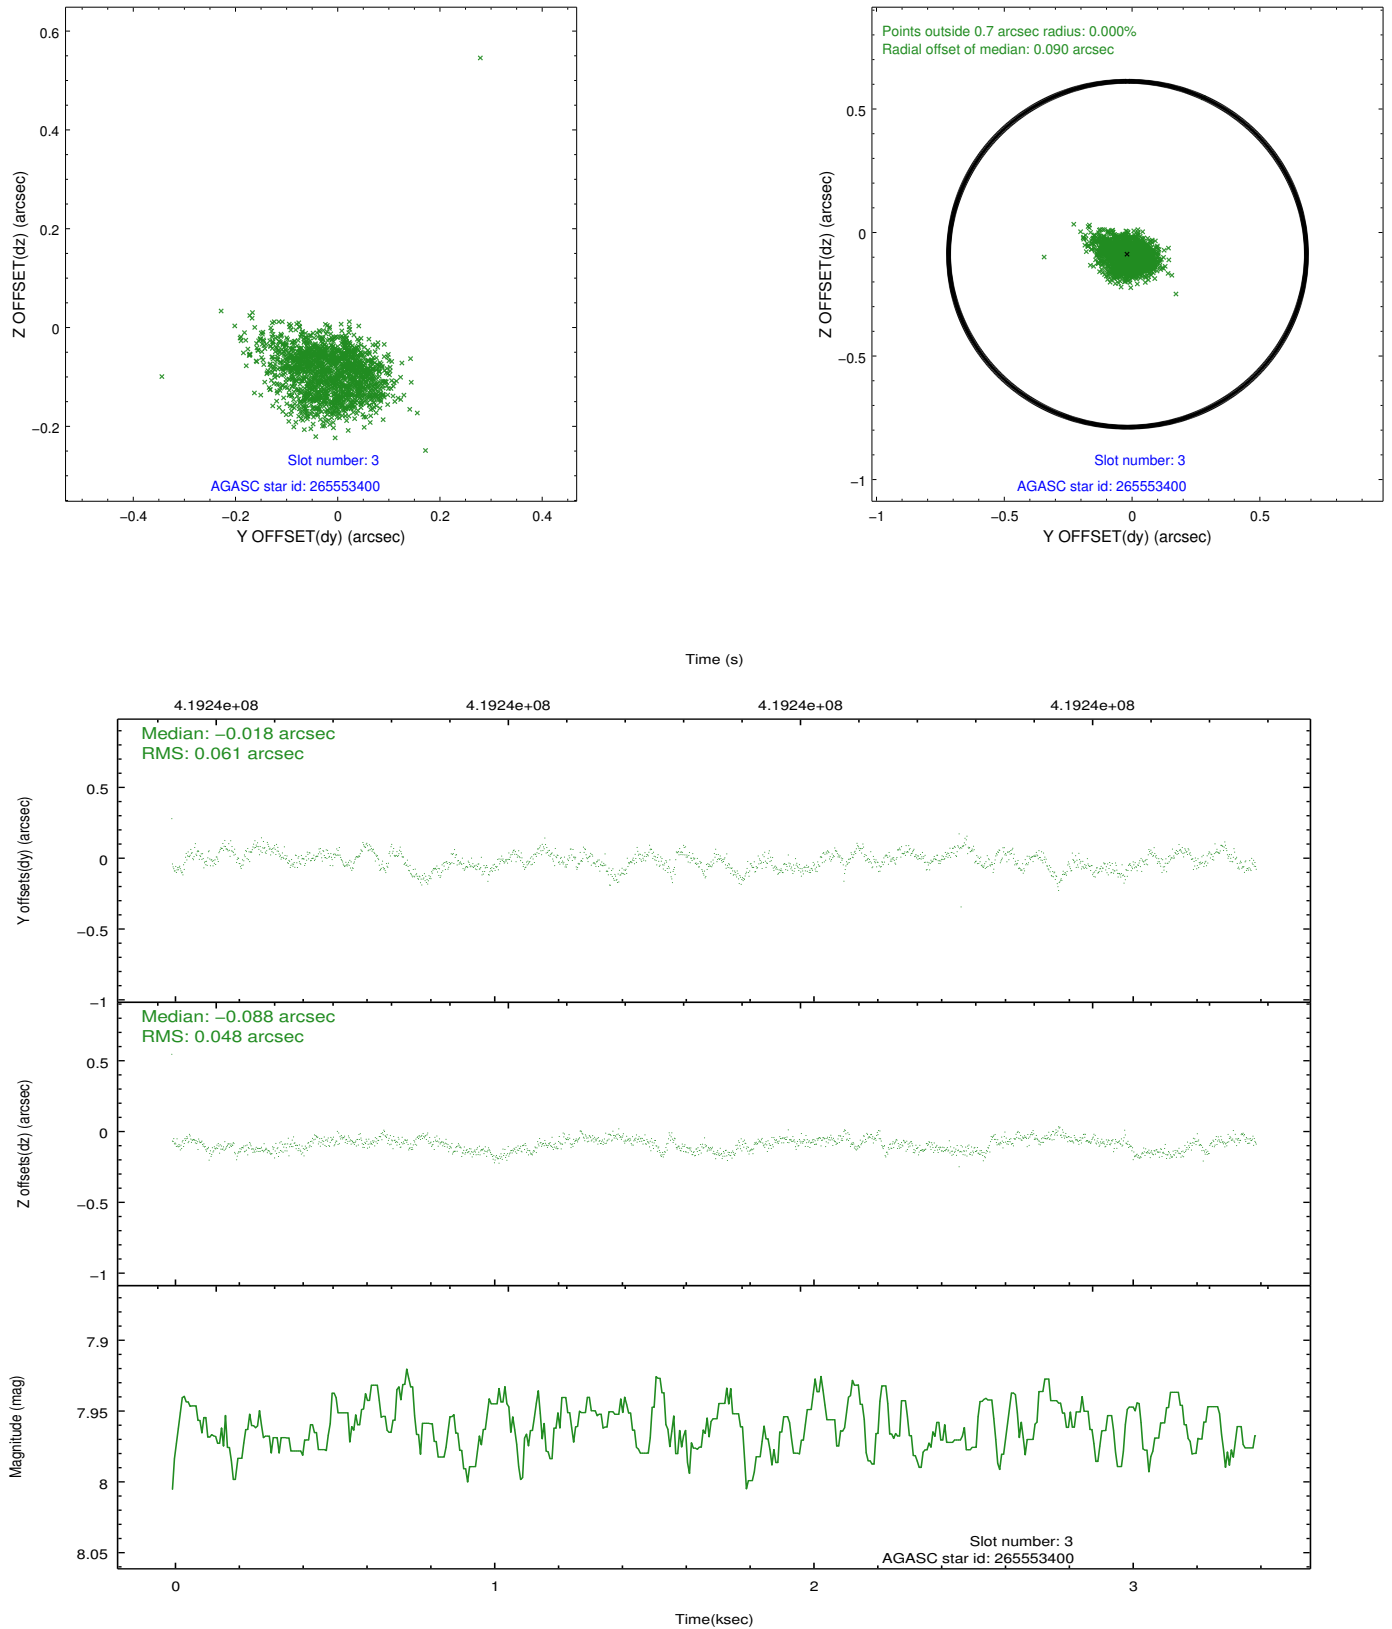 0.6
0.4
0.2
0
−0.2
Z OFFSET(dz) (arcsec)
Slot number: 3
AGASC star id: 265553400
−0.4 −0.2 0 0.2 0.4
Y OFFSET(dy) (arcsec)
Points outside 0.7 arcsec radius: 0.000%
Radial offset of median: 0.090 arcsec
0.5
0
−0.5
−1
Z OFFSET(dz) (arcsec)
Slot number: 3
AGASC star id: 265553400
−1 −0.5 0 0.5
Y OFFSET(dy) (arcsec)
Time (s)
4.1924e+08 4.1924e+08 4.1924e+08 4.1924e+08
Median: −0.018 arcsec
RMS: 0.061 arcsec
0.5
0
−0.5
−1
Y offsets(dy) (arcsec)
Median: −0.088 arcsec
RMS: 0.048 arcsec
0.5
0
−0.5
−1
Z offsets(dz) (arcsec)
7.9
7.95
8
8.05
Magnitude (mag)
Slot number: 3
AGASC star id: 265553400
0 1 2 3
Time(ksec)